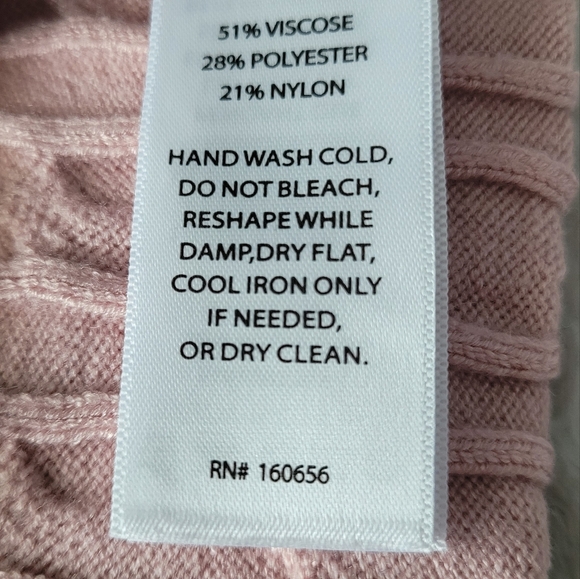 51% VISCOSE
28% POLYESTER
21% NYLON
HAND WASH COLD,
DO NOT BLEACH,
RESHAPE WHILE
DAMP,DRY FLAT,
COOL IRON ONLY
IF NEEDED,
OR DRY CLEAN.
RN# 160656